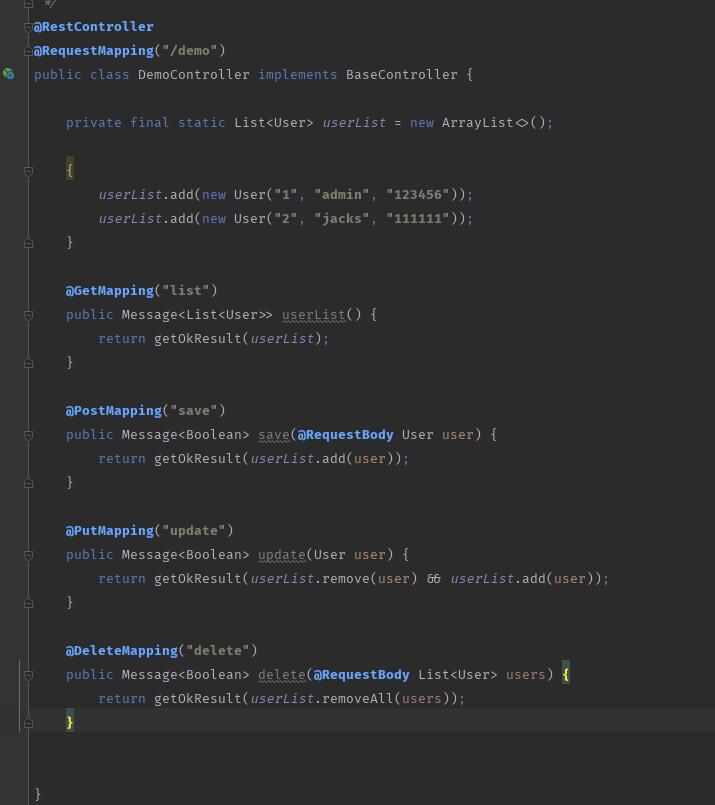 */
@RestController
@RequestMapping("/demo")
public class DemoController implements BaseController {
private final static List<User> userList = new ArrayList<>();
{
userList.add(new User("1", "admin", "123456"));
userList.add(new User("2", "jacks", "111111"));
}
@GetMapping("list")
public Message<List<User>> userList() {
return getOkResult(userList);
}
@PostMapping("save")
public Message<Boolean> save(@RequestBody User user) {
return getOkResult(userList.add(user));
}
@PutMapping("update")
public Message<Boolean> update(User user) {
return getOkResult(userList.remove(user) && userList.add(user));
}
@DeleteMapping("delete")
public Message<Boolean> delete(@RequestBody List<User> users) {
return getOkResult(userList.removeAll(users));
}
}